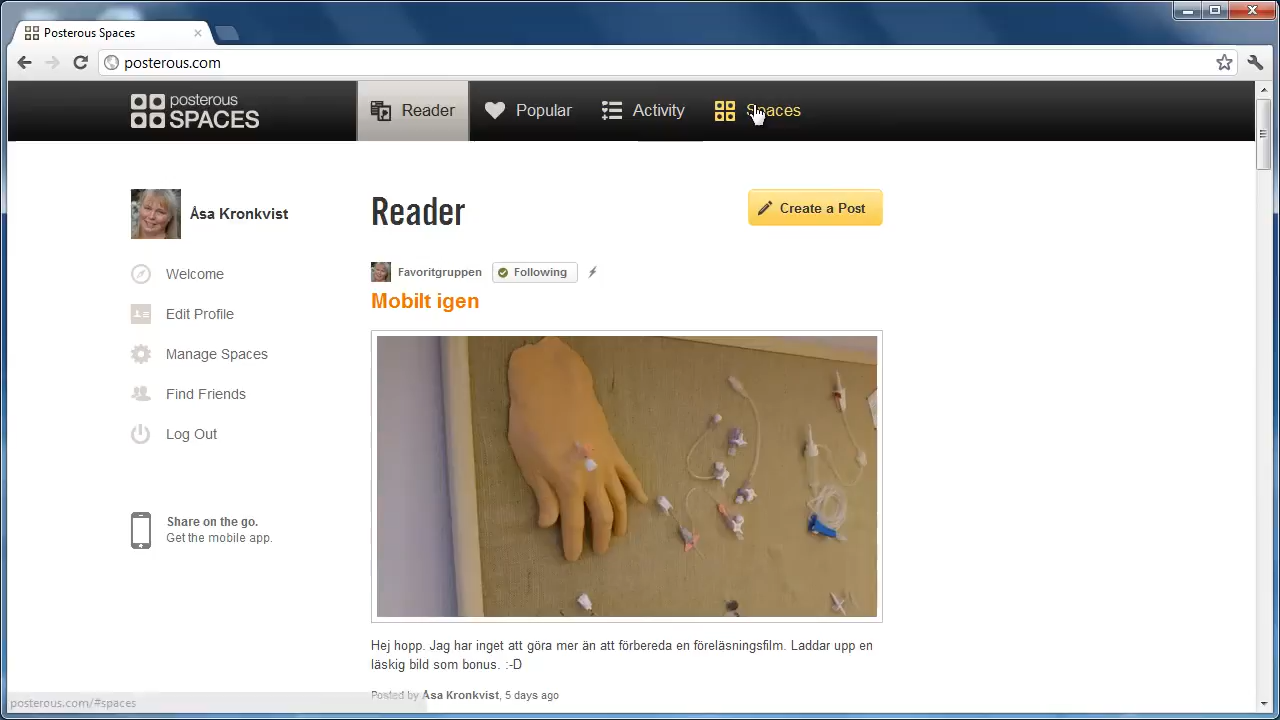 Posterous Spaces
posterous.com
posterous
SPACES
Reader
Popular
Activity
Spaces
Åsa Kronkvist
Welcome
Edit Profile
Manage Spaces
Find Friends
Log Out
Share on the go.
Get the mobile app.
Reader
Create a Post
Favoritgruppen
Following
Mobilt igen
Hej hopp. Jag har inget att göra mer än att förbereda en föreläsningsfilm. Laddar upp en
läskig bild som bonus. :-D
Posted by Åsa Kronkvist, 5 days ago
posterous.com/#spaces